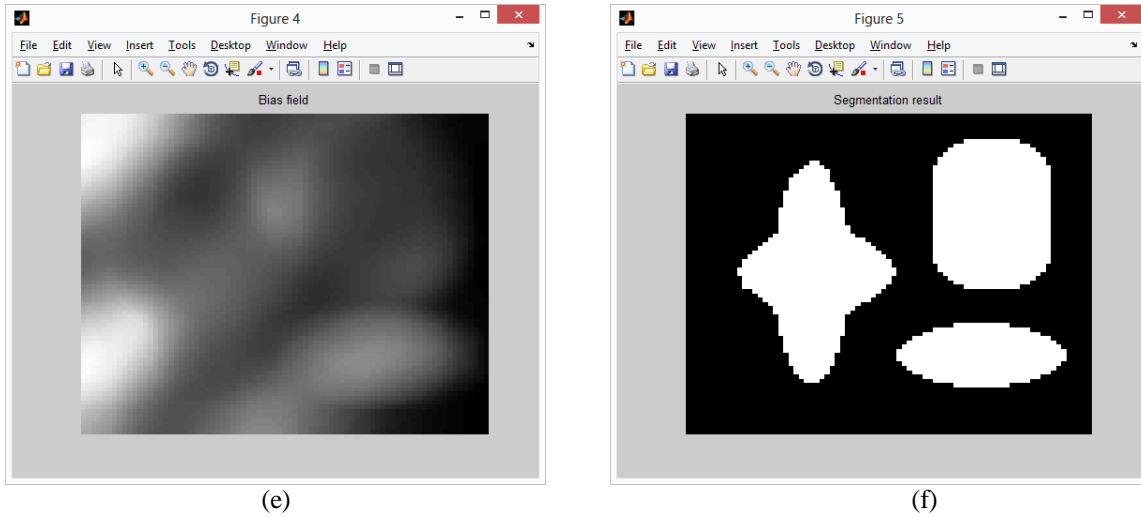 Figure 4
File Edit View Insert Tools Desktop Window Help
Bias field
(e)
Figure 5
File Edit View Insert Tools Desktop Window Help
Segmentation result
(f)